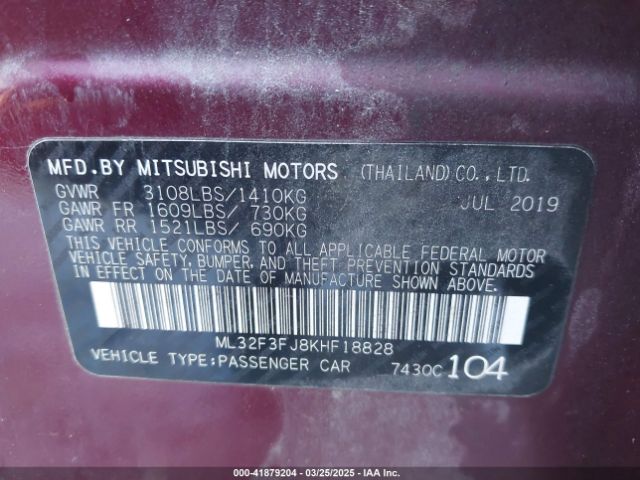 MFD.BY MITSUBISHI MOTORS (THAILAND) CO.,LTD.
GVWR 3108LBS/1410KG JUL 2019
GAWR FR 1609LBS/ 730KG
GAWR RR 1521LBS/ 690KG
THIS VEHICLE CONFORMS TO ALL APPLICABLE FEDERAL MOTOR
VEHICLE SAFETY, BUMPER, AND THEFT PREVENTION STANDARDS
IN EFFECT ON THE DATE OF MANUFACTURE SHOWN ABOVE.
ML32F3FJ8KHF18828
VEHICLE TYPE:PASSENGER CAR 7430C 104
000-41879204 - 03/25/2025 - IAA Inc.